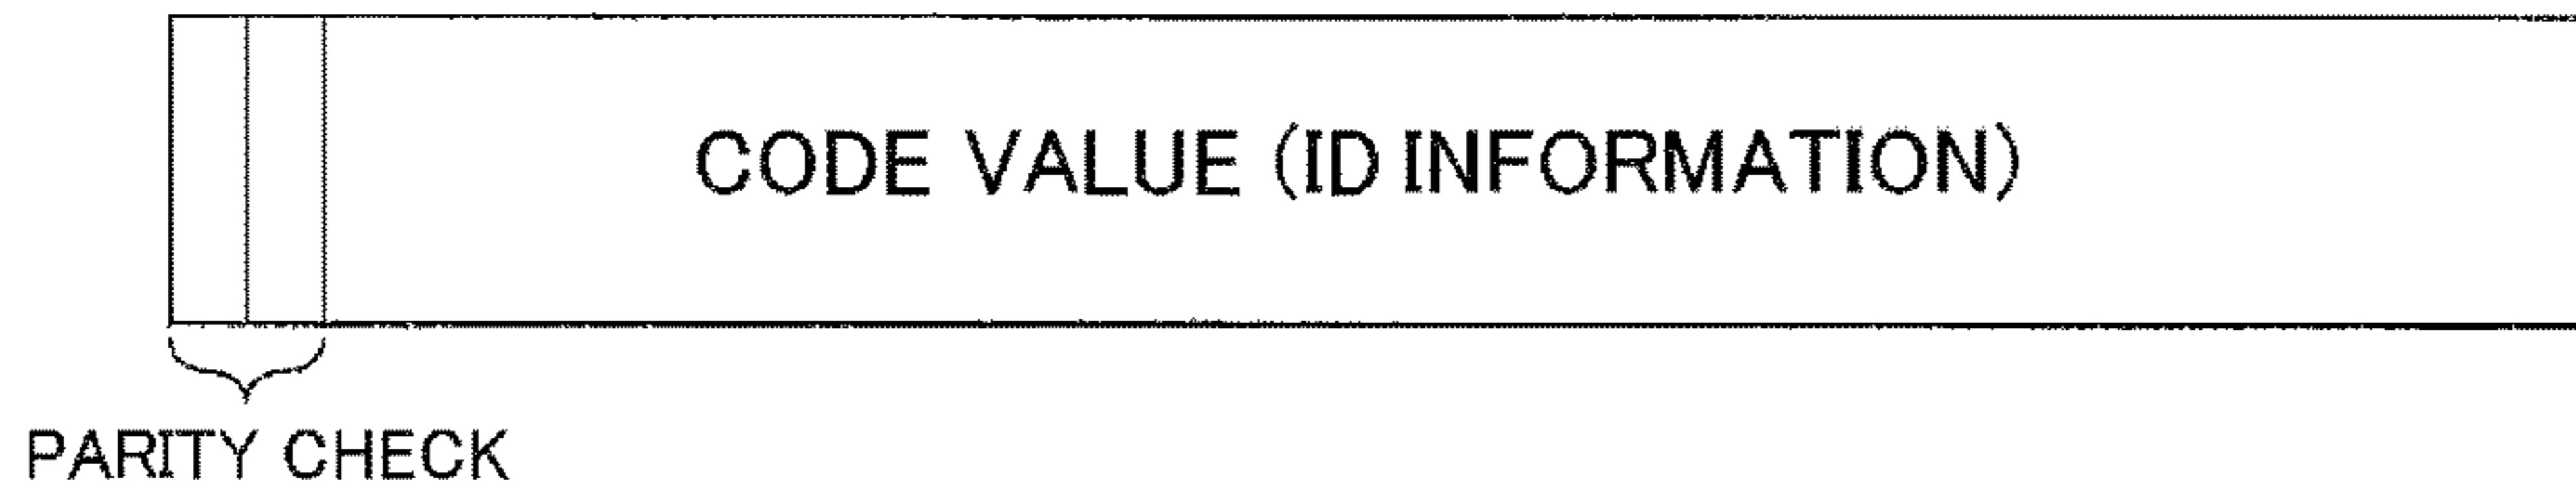 CODE VALUE (ID INFORMATION)
PARITY CHECK